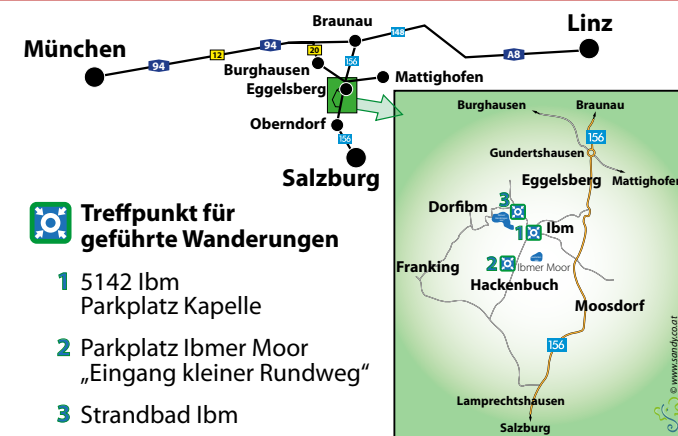 Braunau
Linz
München
94
12
94
20
148
A8
156
Burghausen
Mattighofen
Eggelsberg
Oberndorf
156
Salzburg
Treffpunkt für
geführte Wanderungen
1 5142 Ibm
Parkplatz Kapelle
2 Parkplatz Ibmer Moor
„Eingang kleiner Rundweg“
3 Strandbad Ibm
Burghausen
Braunau
156
Gundertshausen
Eggelsberg
Mattighofen
3
Dorfibm
1
Ibm
Franking
2
Ibmer Moor
Hackenbuch
Moosdorf
156
Lamprechtshausen
Salzburg
© www.sandy.co.at